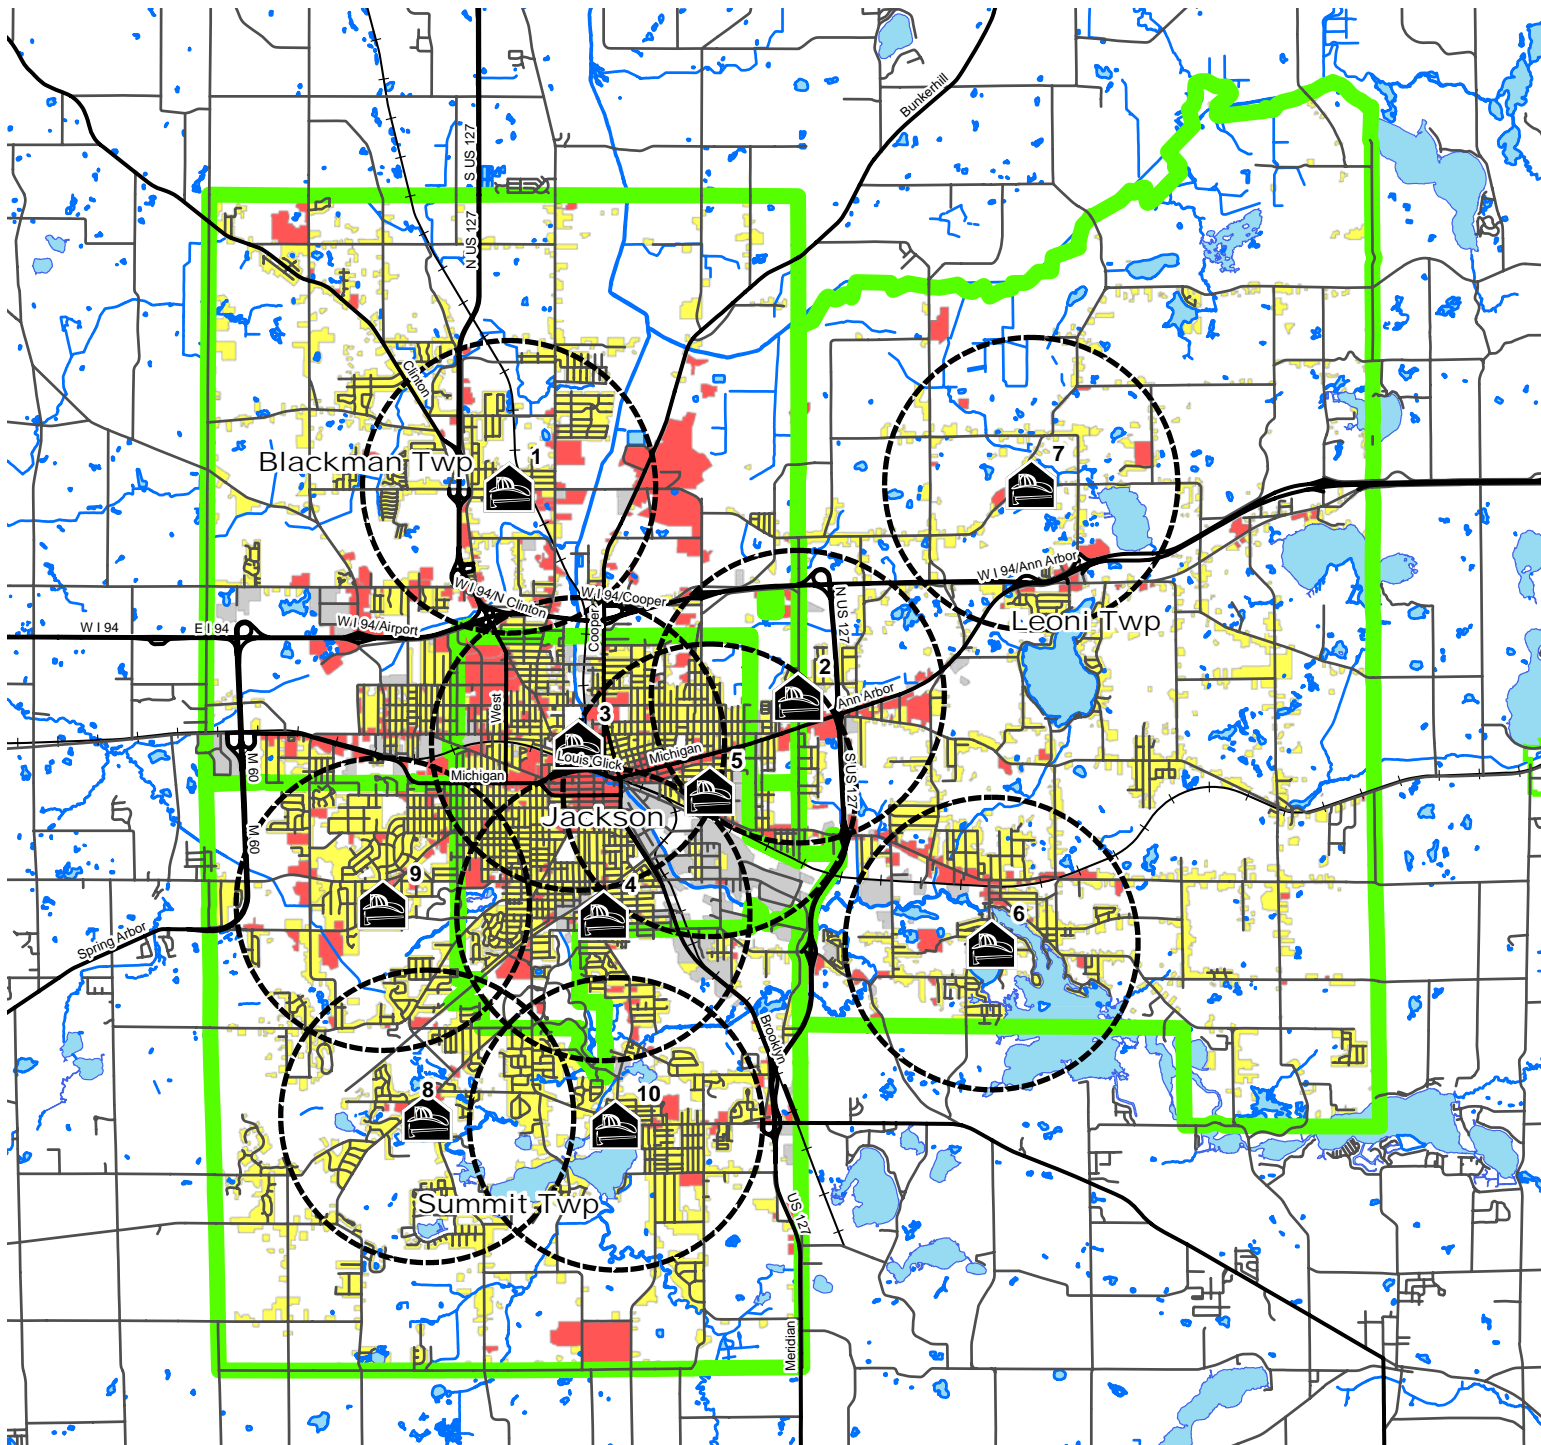 Bunkerhill
S US 127
N US 127
Clinton
Blackman Twp
1
7
W I 94/Ann Arbor
W I 94/N Clinton
W I 94/Cooper
Cooper
N US 127
Leoni Twp
W I 94
E I 94
W I 94/Airport
2
Ann Arbor
West
3
Louis Glick
Michigan
5
M 60
Michigan
S US 127
Jackson
M 60
9
4
6
Spring Arbor
Brooklyn
8
10
Summit Twp
US 127
Meridian